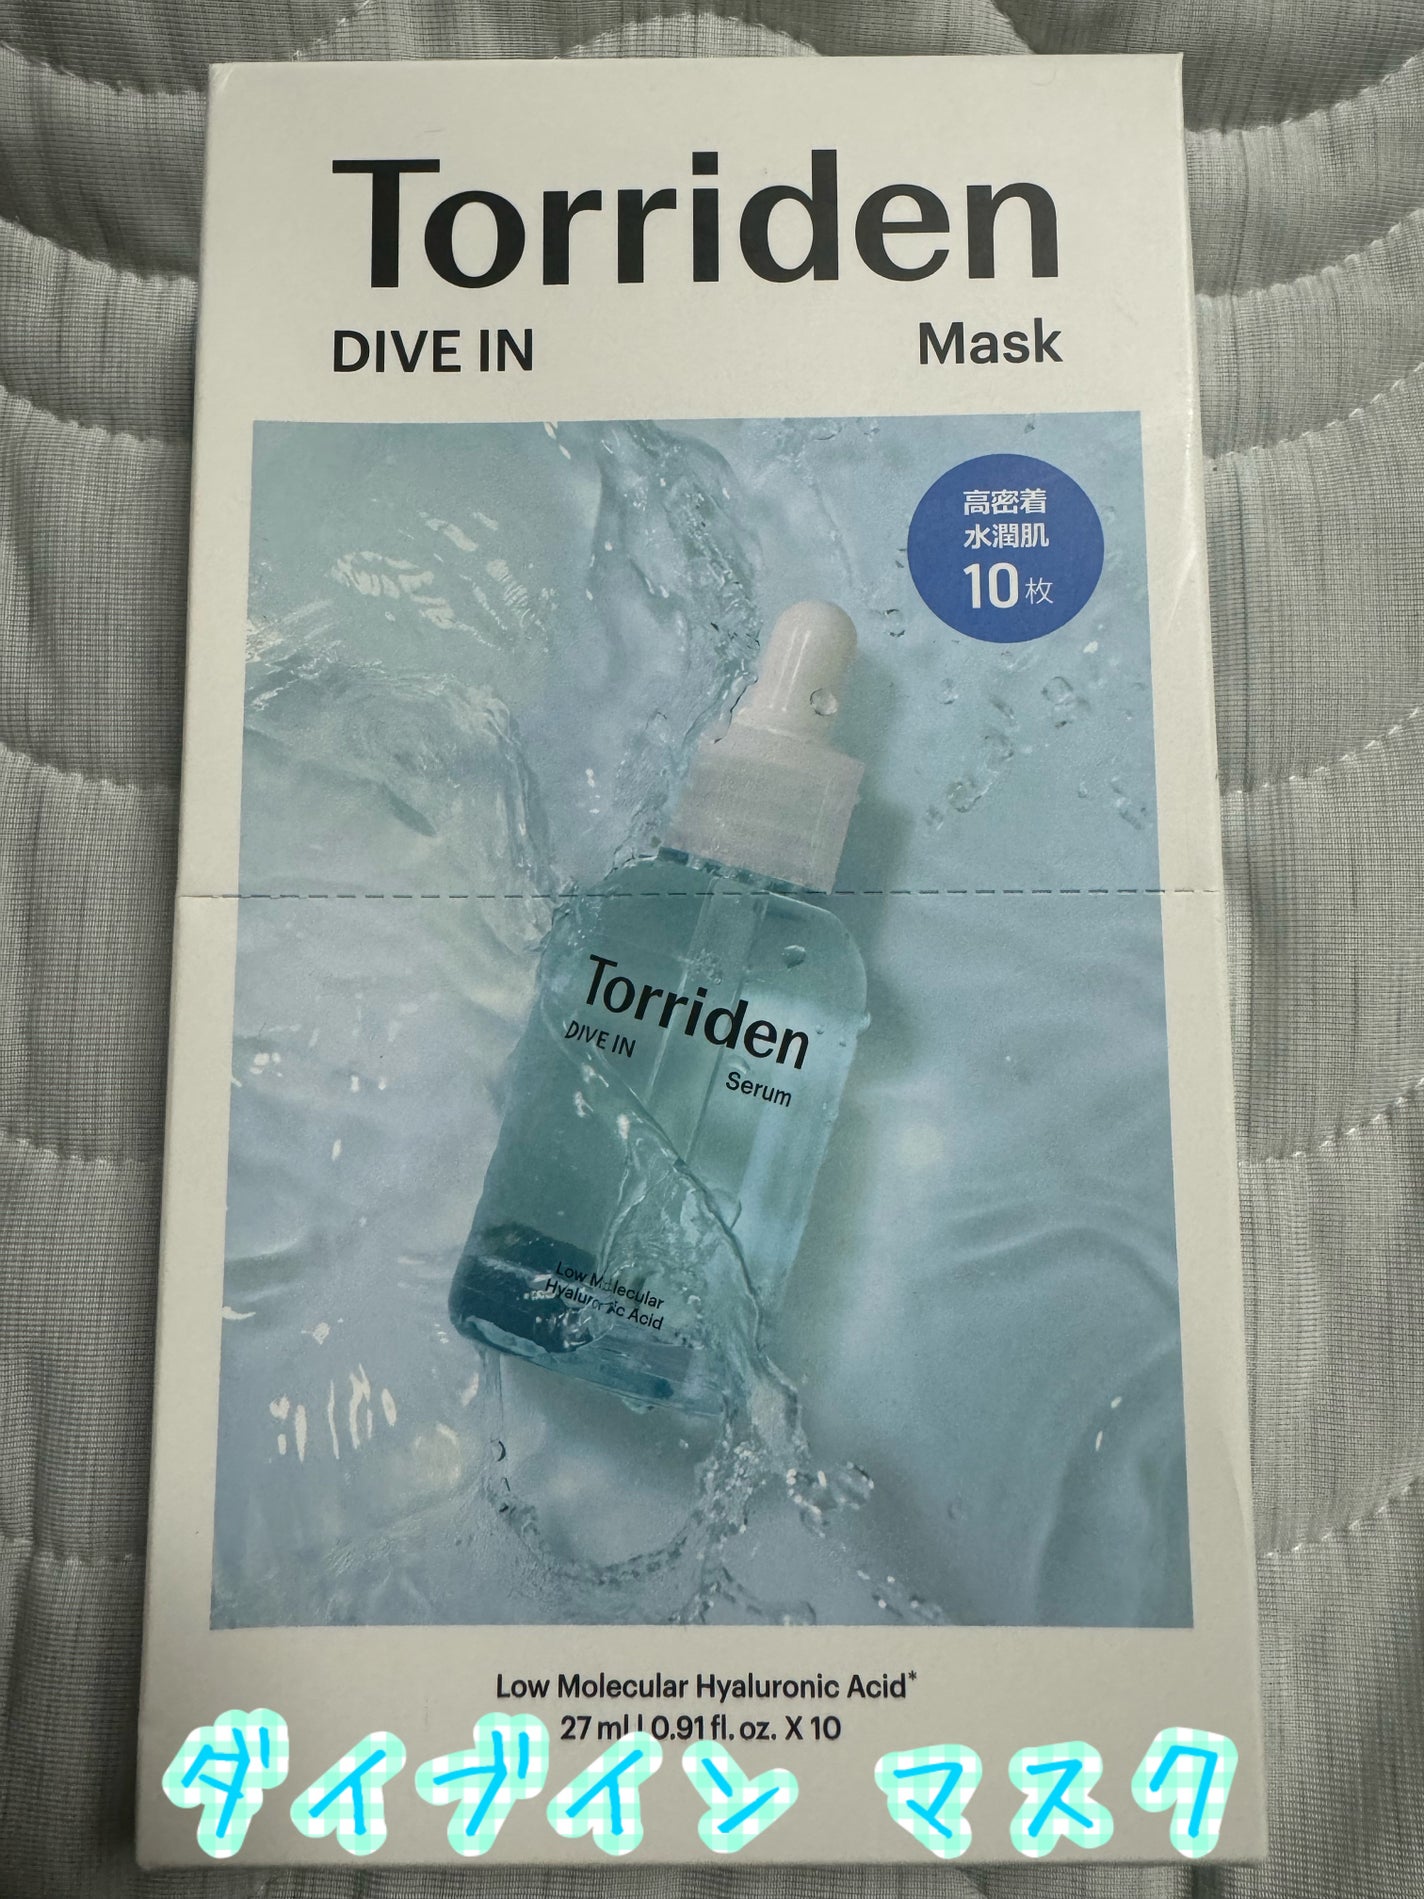 Torriden
DIVE IN Mask
高密着
水潤肌
10枚
Torriden
DIVE IN
Serum
Low Molecular
Hyaluronic Acid
Low Molecular Hyaluronic Acid*
27 ml | 0.91 fl. oz. X 10
ダイブイン マスク